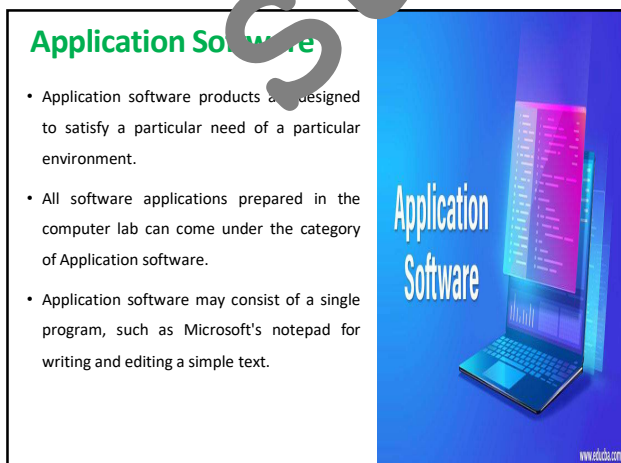 Application So
• Application software products designed
to satisfy a particular need of a particular
environment.
• All software applications prepared in the
computer lab can come under the category
of Application software.
• Application software may consist of a single
program, such as Microsoft's notepad for
writing and editing a simple text.
Application
Software
www.educba.com